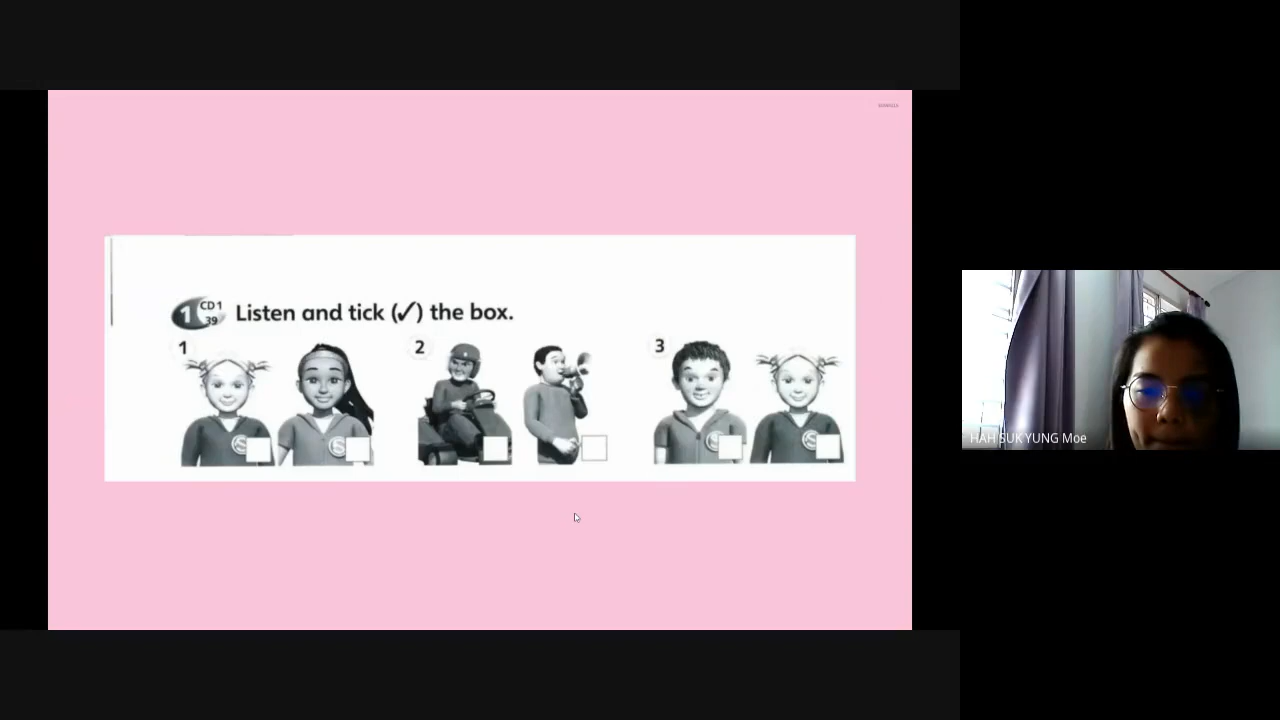 1 CD1 39 Listen and tick (✓) the box.
1 2 3
HAH SUK YUNG Moe